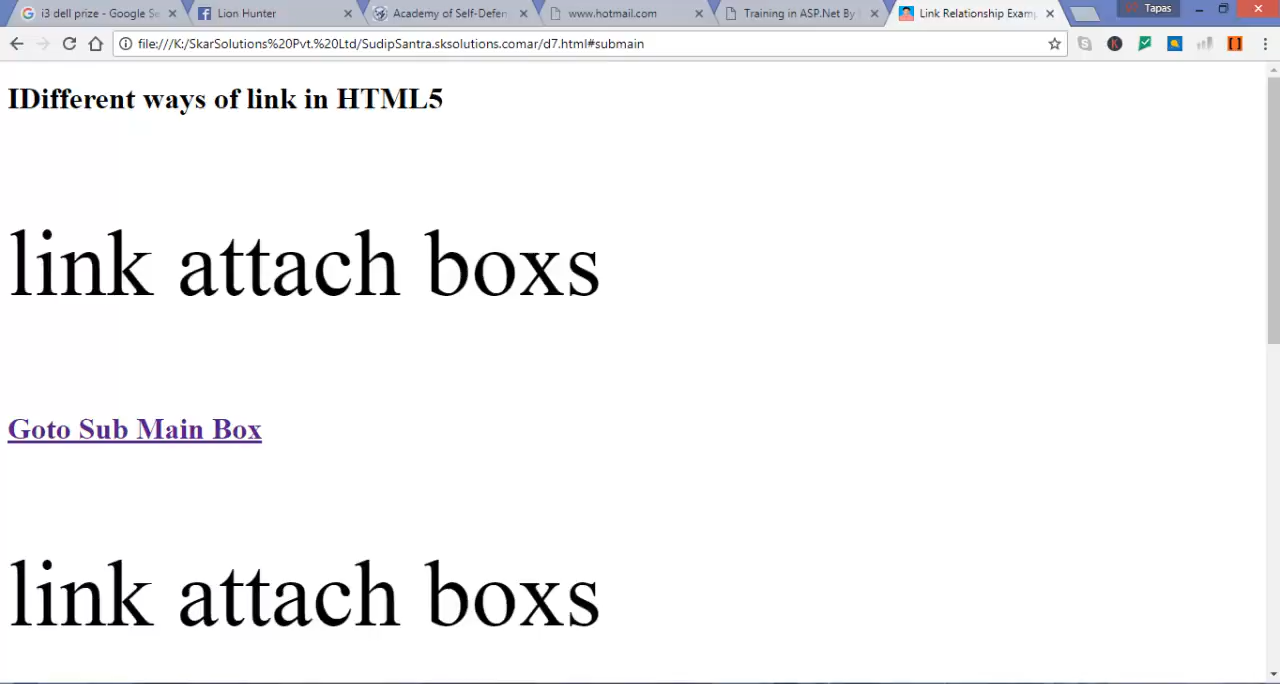 i3 dell prize - Google Se
Lion Hunter
Academy of Self-Defen
www.hotmail.com
Training in ASP.Net By
Link Relationship Examp
Tapas
file:///K:/SkarSolutions%20Pvt.%20Ltd/SudipSantra.sksolutions.comar/d7.html#submain
IDifferent ways of link in HTML5
link attach boxs
Goto Sub Main Box
link attach boxs